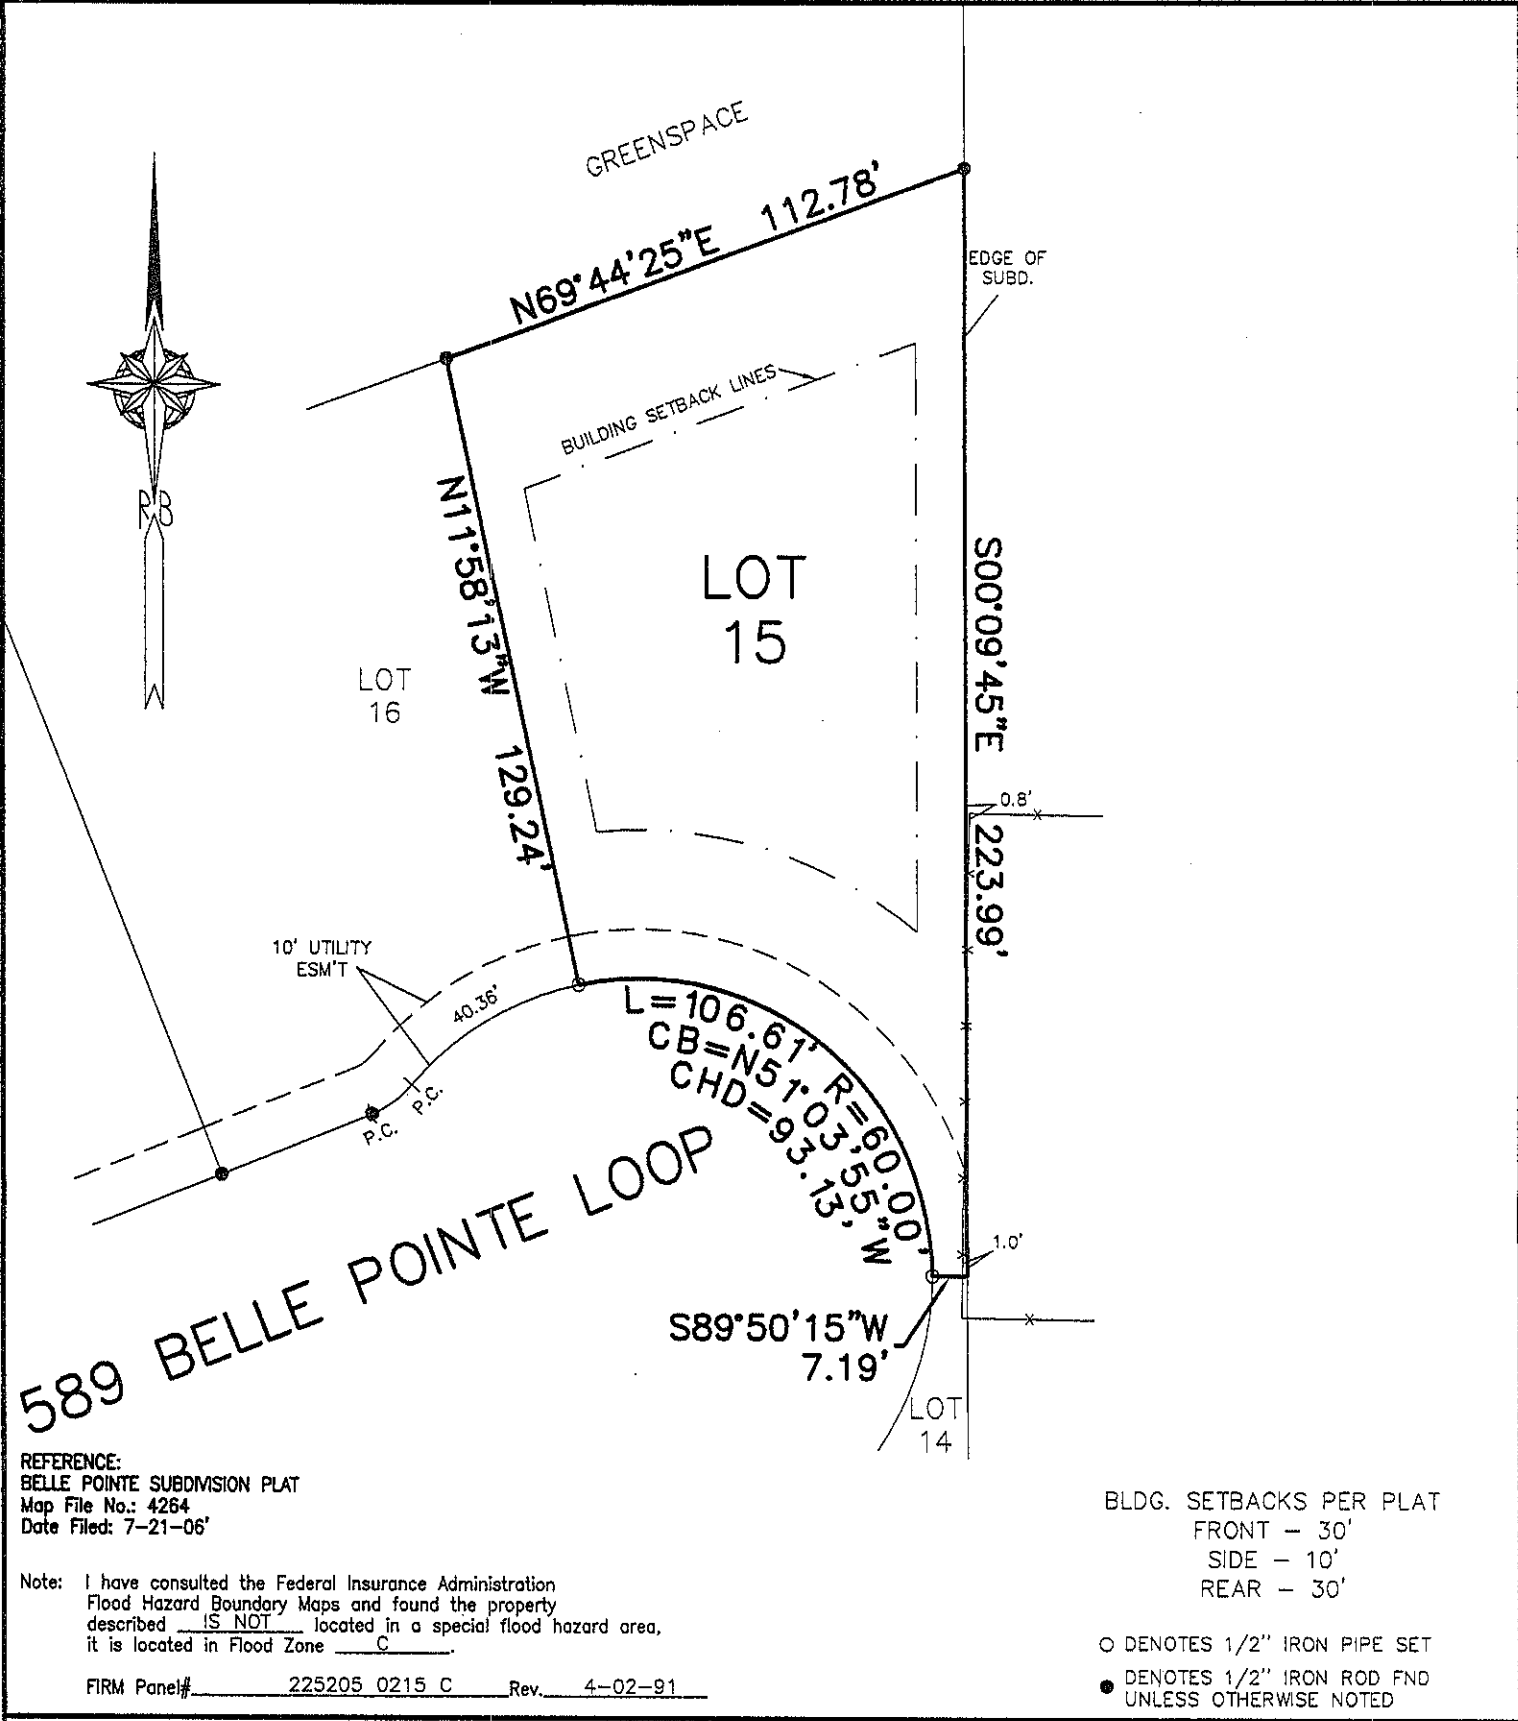 GREENSPACE
N69°44'25"E 112.78'
EDGE OF
SUBD.
BUILDING SETBACK LINES
RB
N11°58'13"W 129.24'
LOT
15
LOT
16
S00°09'45"E 223.99'
0.8'
10' UTILITY
ESM'T
40.36'
L=106.61' R=60.00'
CB=N51°03'55"W
CHD=93.13'
P.C.
P.C.
1.0'
589 BELLE POINTE LOOP
S89°50'15"W
7.19'
LOT
14
REFERENCE:
BELLE POINTE SUBDIVISION PLAT
Map File No.: 4264
Date Filed: 7-21-06'
Note: I have consulted the Federal Insurance Administration
Flood Hazard Boundary Maps and found the property
described IS NOT located in a special flood hazard area,
it is located in Flood Zone C.
FIRM Panel# 225205 0215 C Rev. 4-02-91
BLDG. SETBACKS PER PLAT
FRONT - 30'
SIDE - 10'
REAR - 30'
O DENOTES 1/2" IRON PIPE SET
● DENOTES 1/2" IRON ROD FND
UNLESS OTHERWISE NOTED